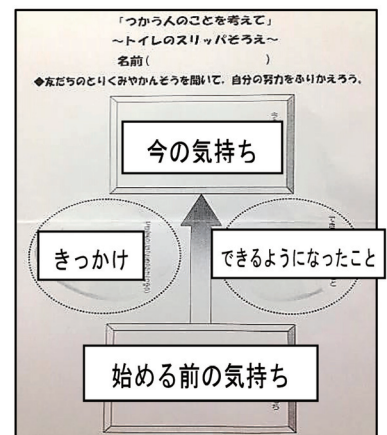 「つかう人のことを考えて」
～トイレのスリッパそろえ～
名前(　　　　　　)
◆友だちのとりくみやかんそうを聞いて、自分の努力をふりかえろう。
今の気持ち
きっかけ
できるようになったこと
始める前の気持ち